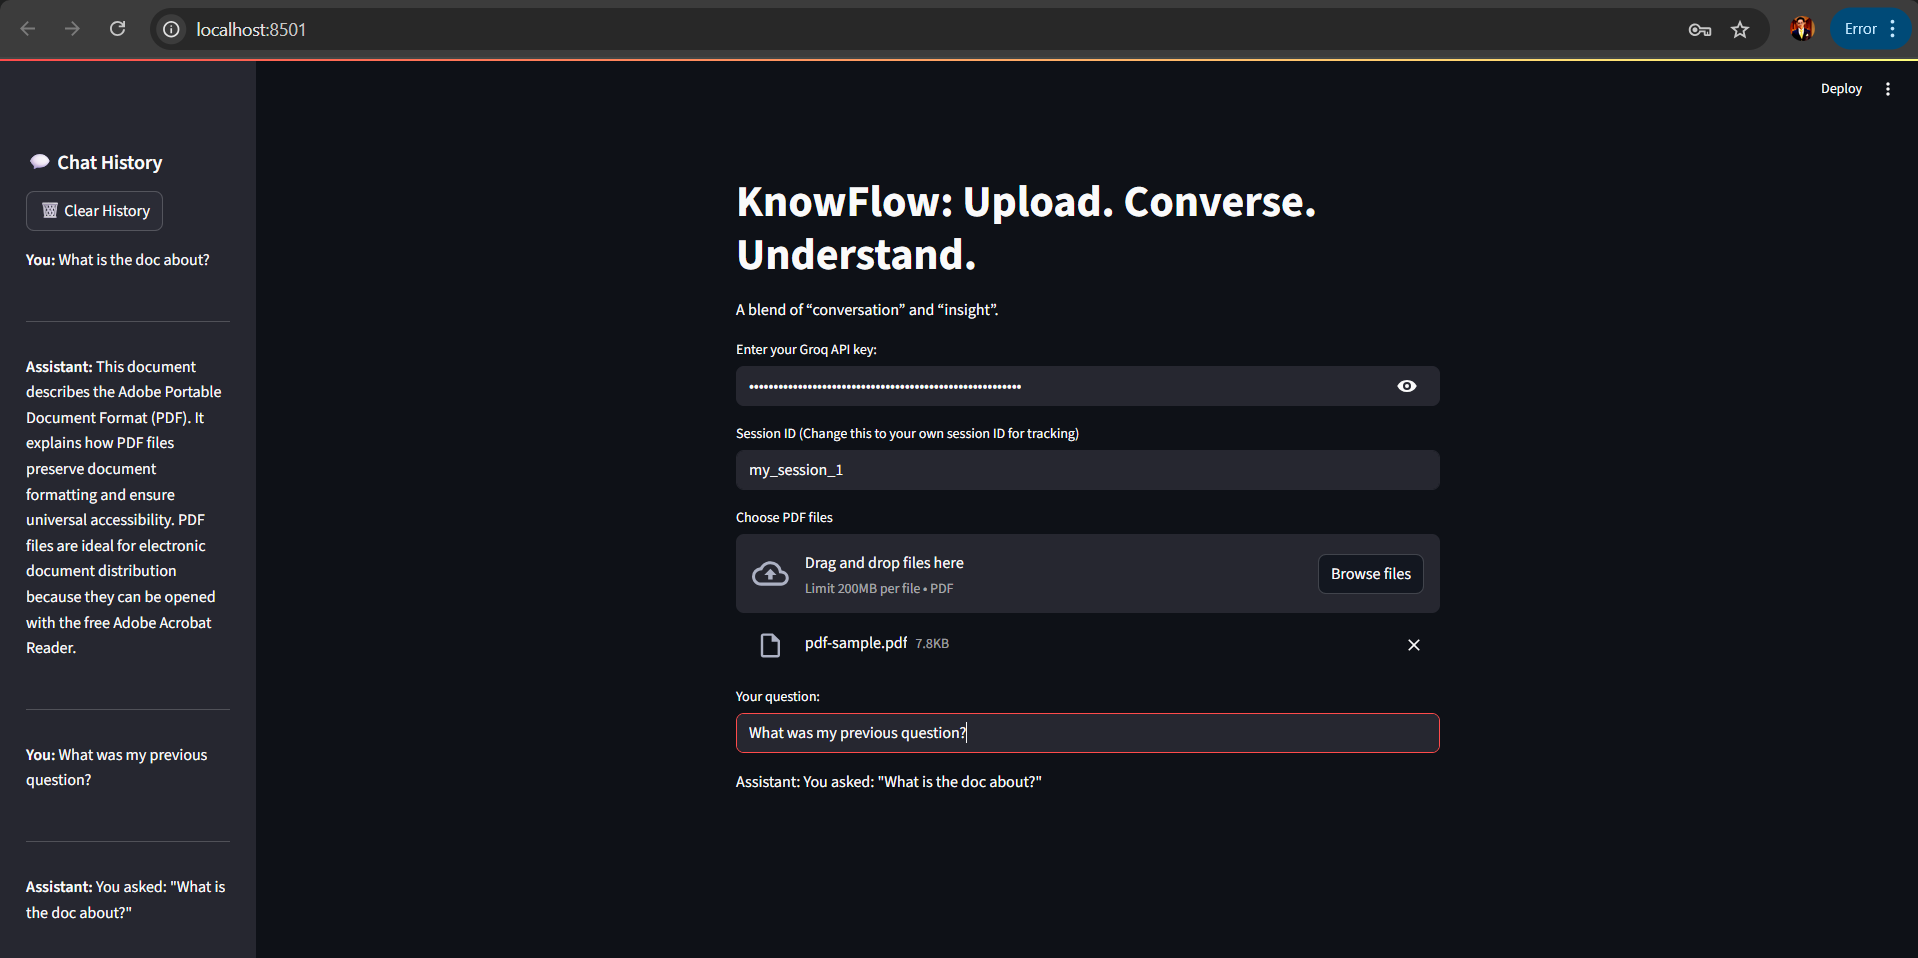 localhost:8501
Error
Deploy
Chat History
Clear History
You: What is the doc about?
Assistant: This document
describes the Adobe Portable
Document Format (PDF). It
explains how PDF files
preserve document
formatting and ensure
universal accessibility. PDF
files are ideal for electronic
document distribution
because they can be opened
with the free Adobe Acrobat
Reader.
You: What was my previous
question?
Assistant: You asked: "What is
the doc about?"
KnowFlow: Upload. Converse.
Understand.
A blend of “conversation” and “insight”.
Enter your Groq API key:
Session ID (Change this to your own session ID for tracking)
my_session_1
Choose PDF files
Drag and drop files here
Limit 200MB per file • PDF
Browse files
pdf-sample.pdf 7.8KB
Your question:
What was my previous question?
Assistant: You asked: "What is the doc about?"